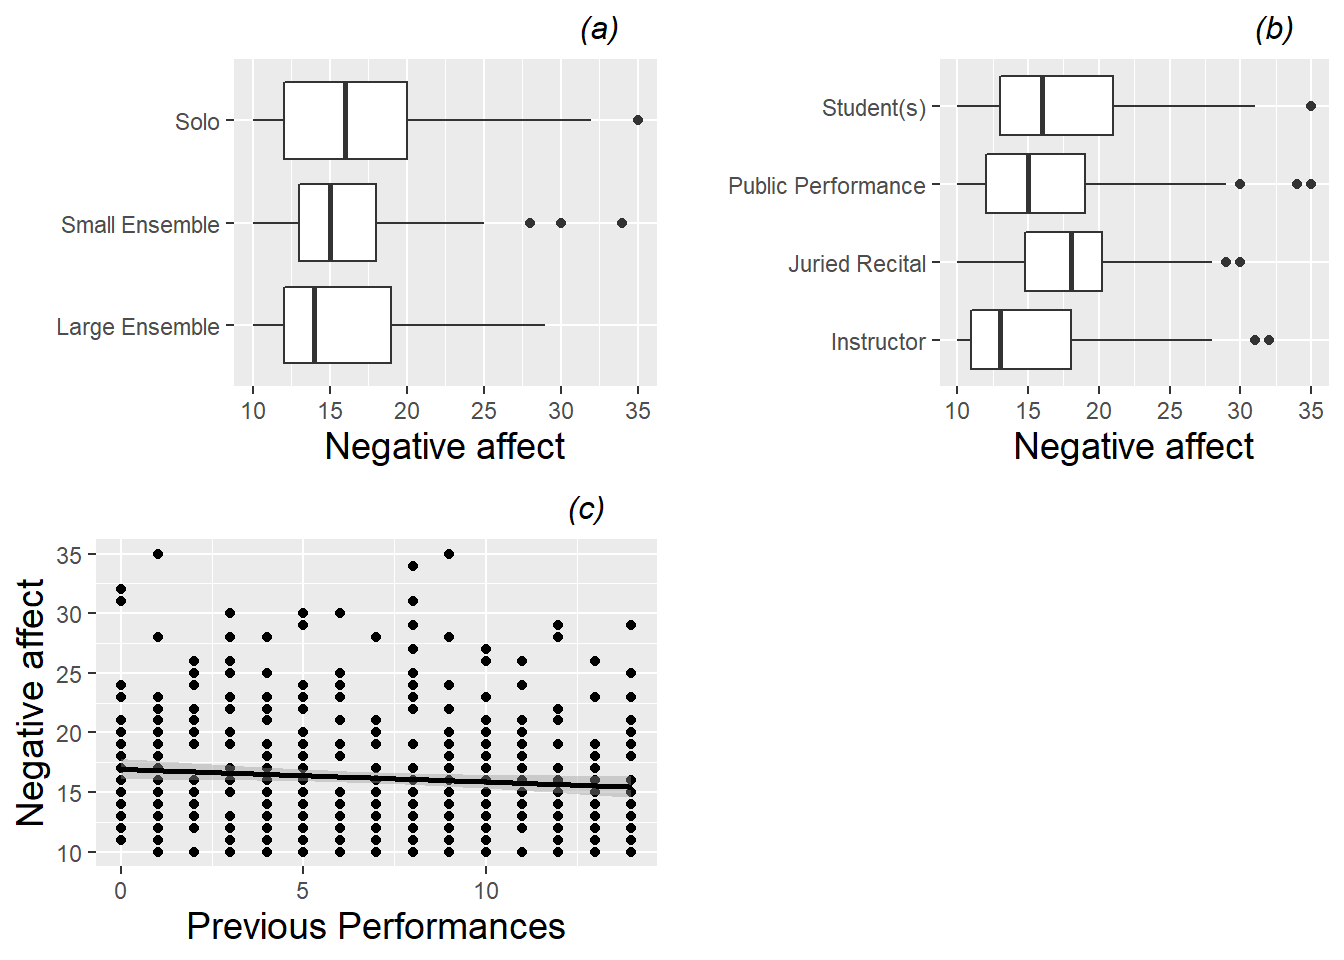 (a)
Solo
Small Ensemble
Large Ensemble
10 15 20 25 30 35
Negative affect
(b)
Student(s)
Public Performance
Juried Recital
Instructor
10 15 20 25 30 35
Negative affect
(c)
35
30
25
20
15
10
Negative affect
0 5 10
Previous Performances